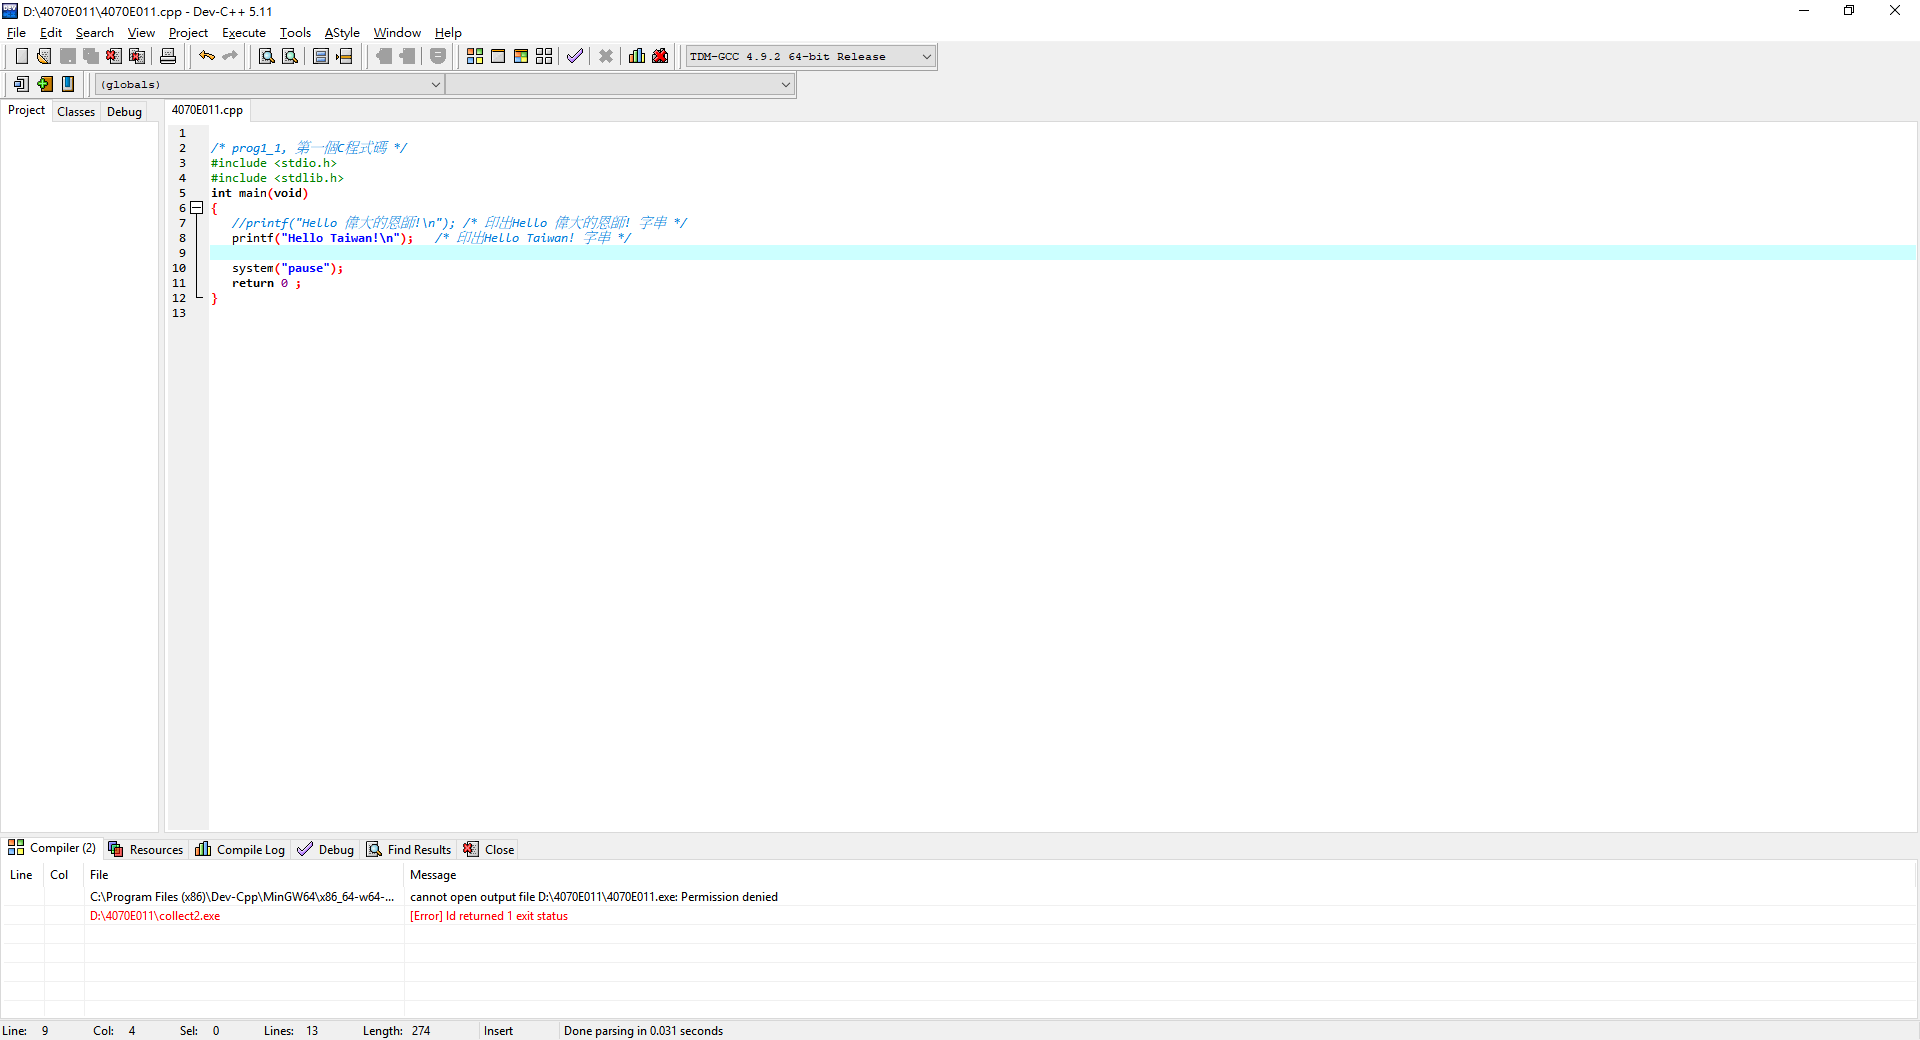 D:\4070E011\4070E011.cpp - Dev-C++ 5.11
File Edit Search View Project Execute Tools AStyle Window Help
TDM-GCC 4.9.2 64-bit Release
(globals)
Project Classes Debug 4070E011.cpp
1
2 /* prog1_1, 第一個C程式碼 */
3 #include <stdio.h>
4 #include <stdlib.h>
5 int main(void)
6 {
7 //printf("Hello 偉大的恩師!\n"); /* 印出Hello 偉大的恩師! 字串 */
8 printf("Hello Taiwan!\n"); /* 印出Hello Taiwan! 字串 */
9
10 system("pause");
11 return 0 ;
12 }
13
Compiler (2) Resources Compile Log Debug Find Results Close
Line Col File Message
C:\Program Files (x86)\Dev-Cpp\MinGW64\x86_64-w64-... cannot open output file D:\4070E011\4070E011.exe: Permission denied
D:\4070E011\collect2.exe [Error] ld returned 1 exit status
Line: 9 Col: 4 Sel: 0 Lines: 13 Length: 274 Insert Done parsing in 0.031 seconds